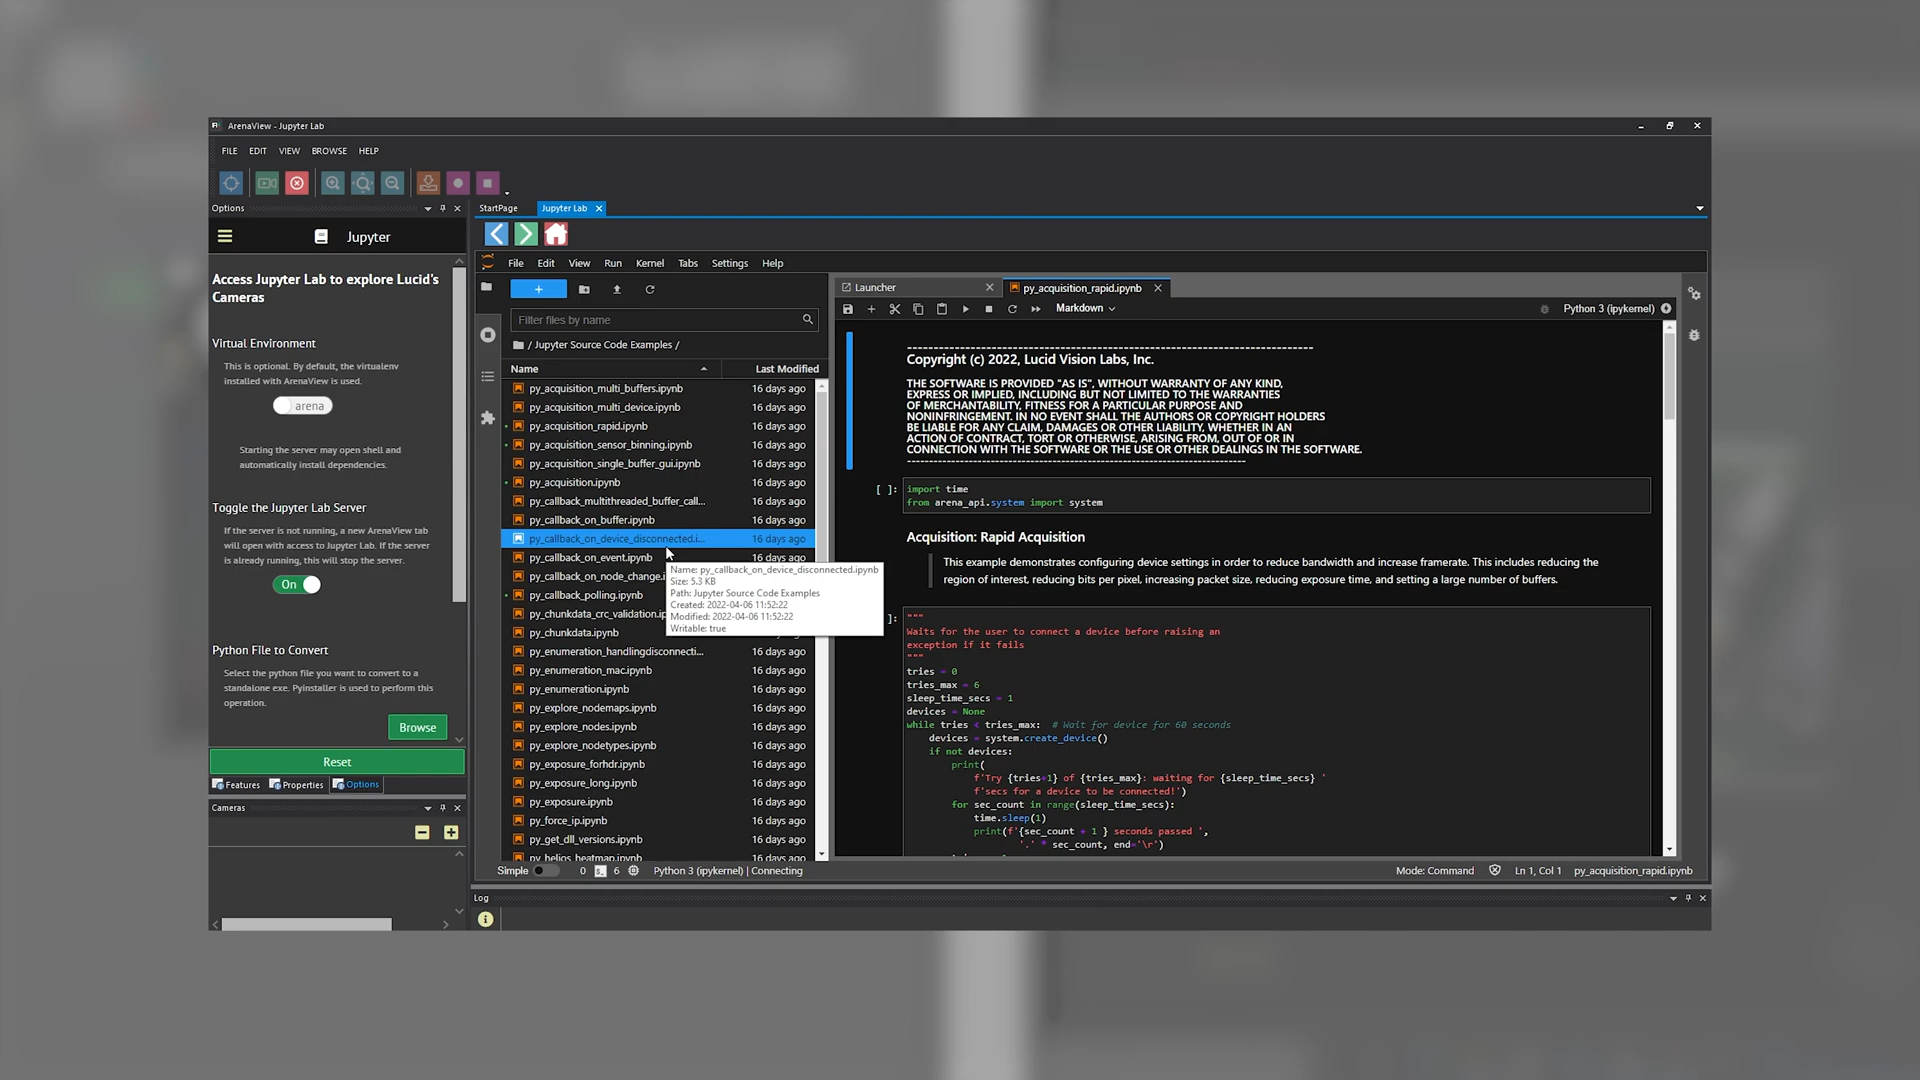 ArenaView - Jupyter Lab
FILE EDIT VIEW BROWSE HELP
Options
Jupyter
Access Jupyter Lab to explore Lucid's
Cameras
Virtual Environment
This is optional. By default, the virtualenv
installed with ArenaView is used.
arena
Starting the server may open shell and
automatically install dependencies.
Toggle the Jupyter Lab Server
If the server is not running, a new ArenaView tab
will open with access to Jupyter Lab. If the server
is already running, this will stop the server.
On
Python File to Convert
Select the python file you want to convert to a
standalone exe. Pyinstaller is used to perform this
operation.
Browse
Reset
Features Properties Options
Cameras
StartPage Jupyter Lab
File Edit View Run Kernel Tabs Settings Help
+
Filter files by name
/ Jupyter Source Code Examples /
Name Last Modified
py_acquisition_multi_buffers.ipynb 16 days ago
py_acquisition_multi_device.ipynb 16 days ago
py_acquisition_rapid.ipynb 16 days ago
py_acquisition_sensor_binning.ipynb 16 days ago
py_acquisition_single_buffer_gui.ipynb 16 days ago
py_acquisition.ipynb 16 days ago
py_callback_multithreaded_buffer_call... 16 days ago
py_callback_on_buffer.ipynb 16 days ago
py_callback_on_device_disconnected.i... 16 days ago
py_callback_on_event.ipynb 16 days ago
py_callback_on_node_change.i
py_callback_polling.ipynb
py_chunkdata_crc_validation.ip
py_chunkdata.ipynb
py_enumeration_handlingdisconnecti... 16 days ago
py_enumeration_mac.ipynb 16 days ago
py_enumeration.ipynb 16 days ago
py_explore_nodemaps.ipynb 16 days ago
py_explore_nodes.ipynb 16 days ago
py_explore_nodetypes.ipynb 16 days ago
py_exposure_forhdr.ipynb 16 days ago
py_exposure_long.ipynb 16 days ago
py_exposure.ipynb 16 days ago
py_force_ip.ipynb 16 days ago
py_get_dll_versions.ipynb 16 days ago
py_helios_heatmap.ipynb 16 days ago
Name: py_callback_on_device_disconnected.ipynb
Size: 5.3 KB
Path: Jupyter Source Code Examples
Created: 2022-04-06 11:52:22
Modified: 2022-04-06 11:52:22
Writable: true
Launcher py_acquisition_rapid.ipynb
Markdown Python 3 (ipykernel)
--------------------------------------------------------------------------------
Copyright (c) 2022, Lucid Vision Labs, Inc.
THE SOFTWARE IS PROVIDED "AS IS", WITHOUT WARRANTY OF ANY KIND,
EXPRESS OR IMPLIED, INCLUDING BUT NOT LIMITED TO THE WARRANTIES
OF MERCHANTABILITY, FITNESS FOR A PARTICULAR PURPOSE AND
NONINFRINGEMENT. IN NO EVENT SHALL THE AUTHORS OR COPYRIGHT HOLDERS
BE LIABLE FOR ANY CLAIM, DAMAGES OR OTHER LIABILITY, WHETHER IN AN
ACTION OF CONTRACT, TORT OR OTHERWISE, ARISING FROM, OUT OF OR IN
CONNECTION WITH THE SOFTWARE OR THE USE OR OTHER DEALINGS IN THE SOFTWARE.
--------------------------------------------------------------------------------
[ ]: import time
from arena_api.system import system
Acquisition: Rapid Acquisition
This example demonstrates configuring device settings in order to reduce bandwidth and increase framerate. This includes reducing the
region of interest, reducing bits per pixel, increasing packet size, reducing exposure time, and setting a large number of buffers.
]: """
Waits for the user to connect a device before raising an
exception if it fails
"""
tries = 0
tries_max = 6
sleep_time_secs = 1
devices = None
while tries < tries_max: # Wait for device for 60 seconds
devices = system.create_device()
if not devices:
print(
f'Try {tries+1} of {tries_max}: waiting for {sleep_time_secs} '
f'secs for a device to be connected!')
for sec_count in range(sleep_time_secs):
time.sleep(1)
print(f'{sec_count + 1 } seconds passed ',
'.' * sec_count, end='\r')
Simple 0 6 Python 3 (ipykernel) | Connecting Mode: Command Ln 1, Col 1 py_acquisition_rapid.ipynb
Log